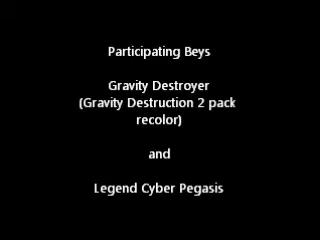 Participating Beys
Gravity Destroyer
(Gravity Destruction 2 pack
recolor)
and
Legend Cyber Pegasis